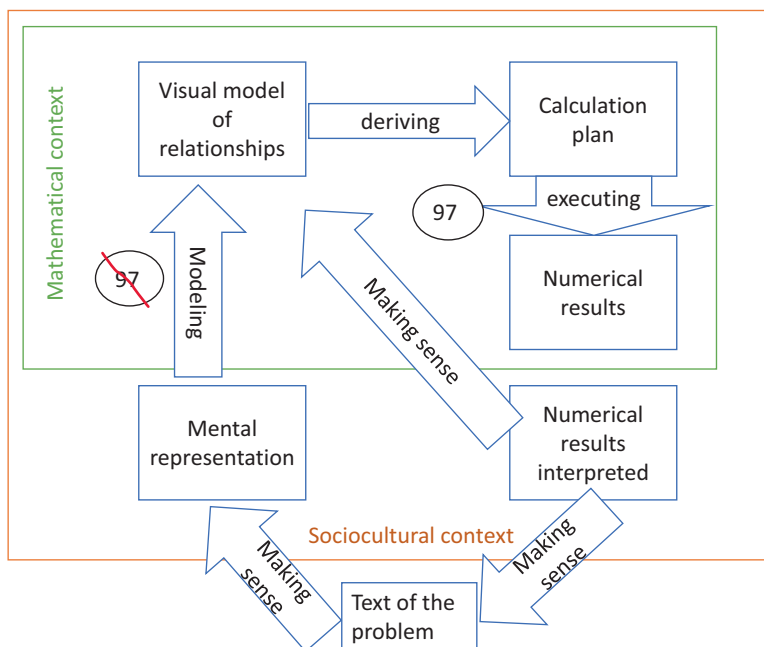 Mathematical context
Visual model
of
relationships
deriving
Calculation
plan
executing
97
97
Modeling
Making sense
Numerical
results
Mental
representation
Numerical
results
interpreted
Sociocultural context
Making
sense
Making
sense
Text of the
problem